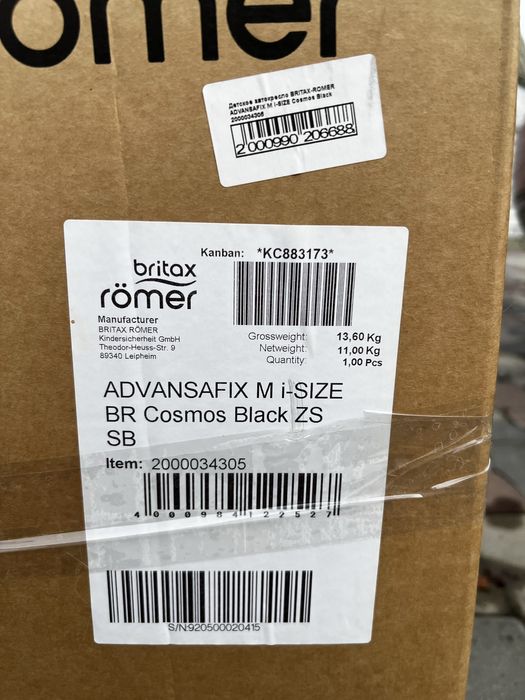 ömer
Детское автокресло BRITAX-ROMER
ADVANSAFIX M i-SIZE Cosmos Black
2000034305
2 000990 206688
Kanban: *KC883173*
britax
römer
Manufacturer
BRITAX RÖMER
Kindersicherheit GmbH
Theodor-Heuss-Str. 9
89340 Leipheim
Grossweight: 13,60 Kg
Netweight: 11,00 Kg
Quantity: 1,00 Pcs
ADVANSAFIX M i-SIZE
BR Cosmos Black ZS
SB
Item: 2000034305
4 000984 122527
S/N920500020415